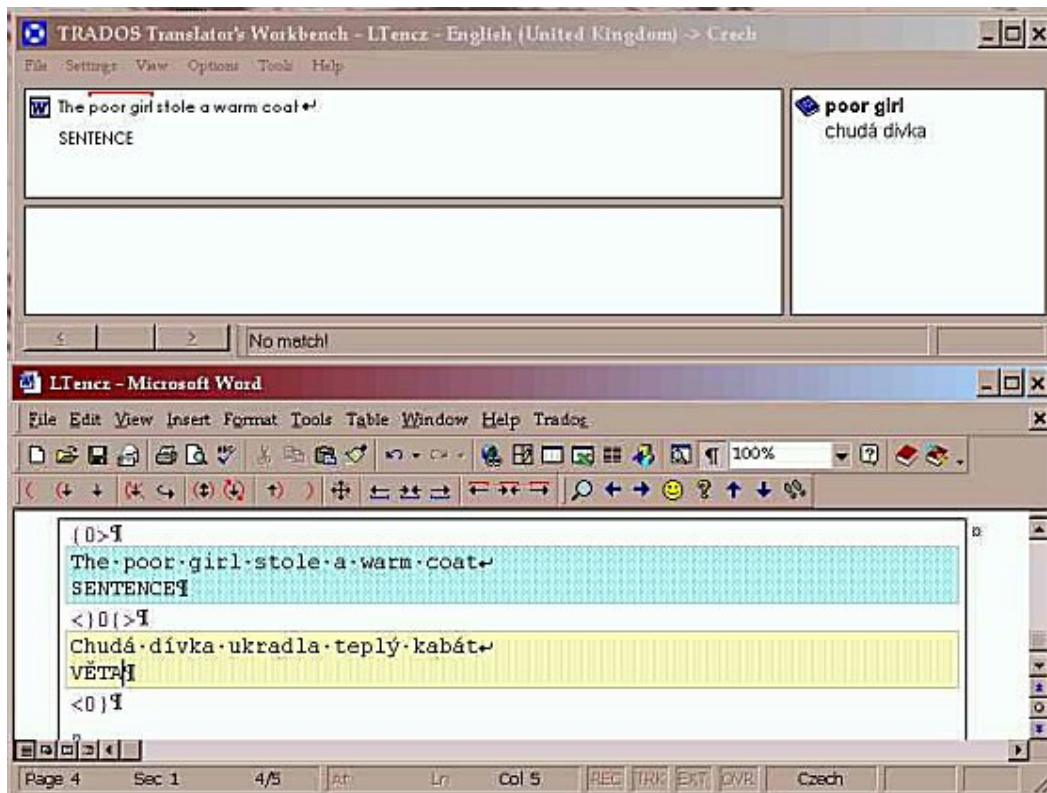 TRADOS Translator's Workbench - LTencz - English (United Kingdom) -> Czech
File Settings View Options Tools Help
The poor girl stole a warm coat↵
SENTENCE
poor girl
chudá dívka
< >
No match!
LTencz - Microsoft Word
File Edit View Insert Format Tools Table Window Help Trados
100%
{0>¶
The·poor·girl·stole·a·warm·coat↵
SENTENCE¶
<}0{>¶
Chudá·dívka·ukradla·teplý·kabát↵
VĚTA¶
<0}¶
Page 4 Sec 1 4/5 At Ln Col 5 REC TRK EXT OVR Czech